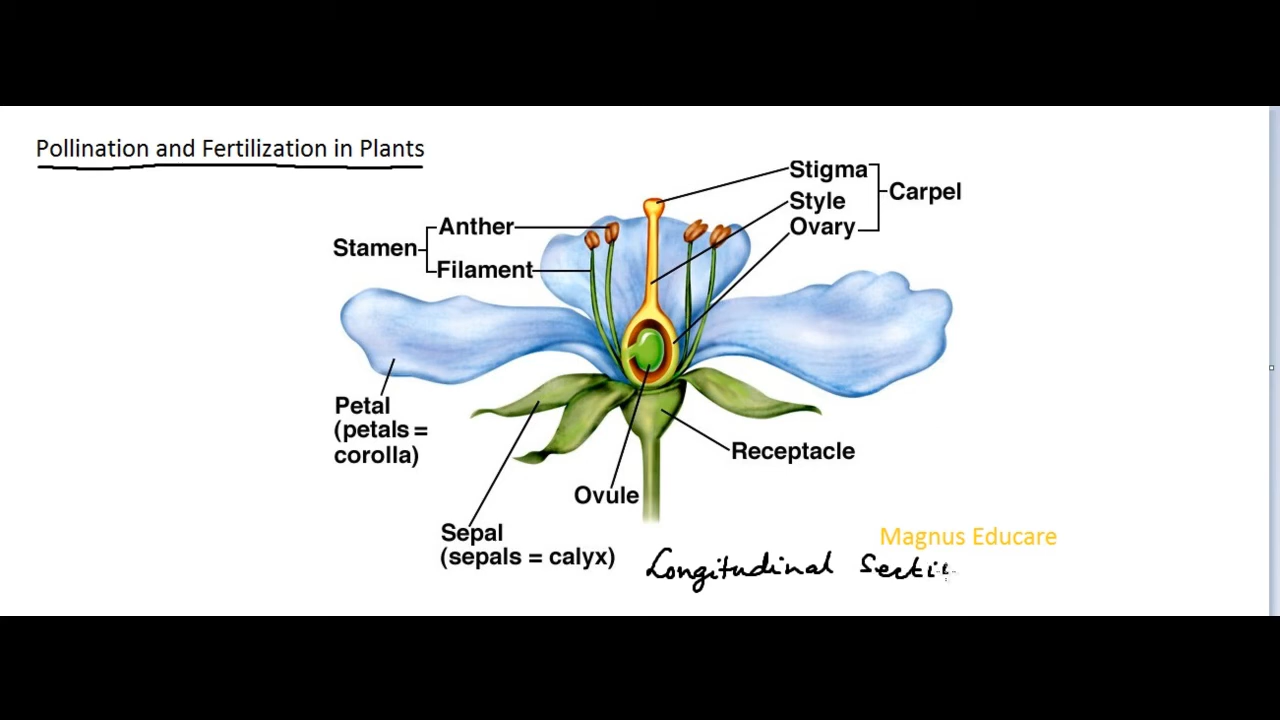 Pollination and Fertilization in Plants
Stigma
Style
Ovary
Carpel
Anther
Stamen
Filament
Petal
(petals =
corolla)
Receptacle
Ovule
Sepal
(sepals = calyx)
Magnus Educare
Longitudinal Secti